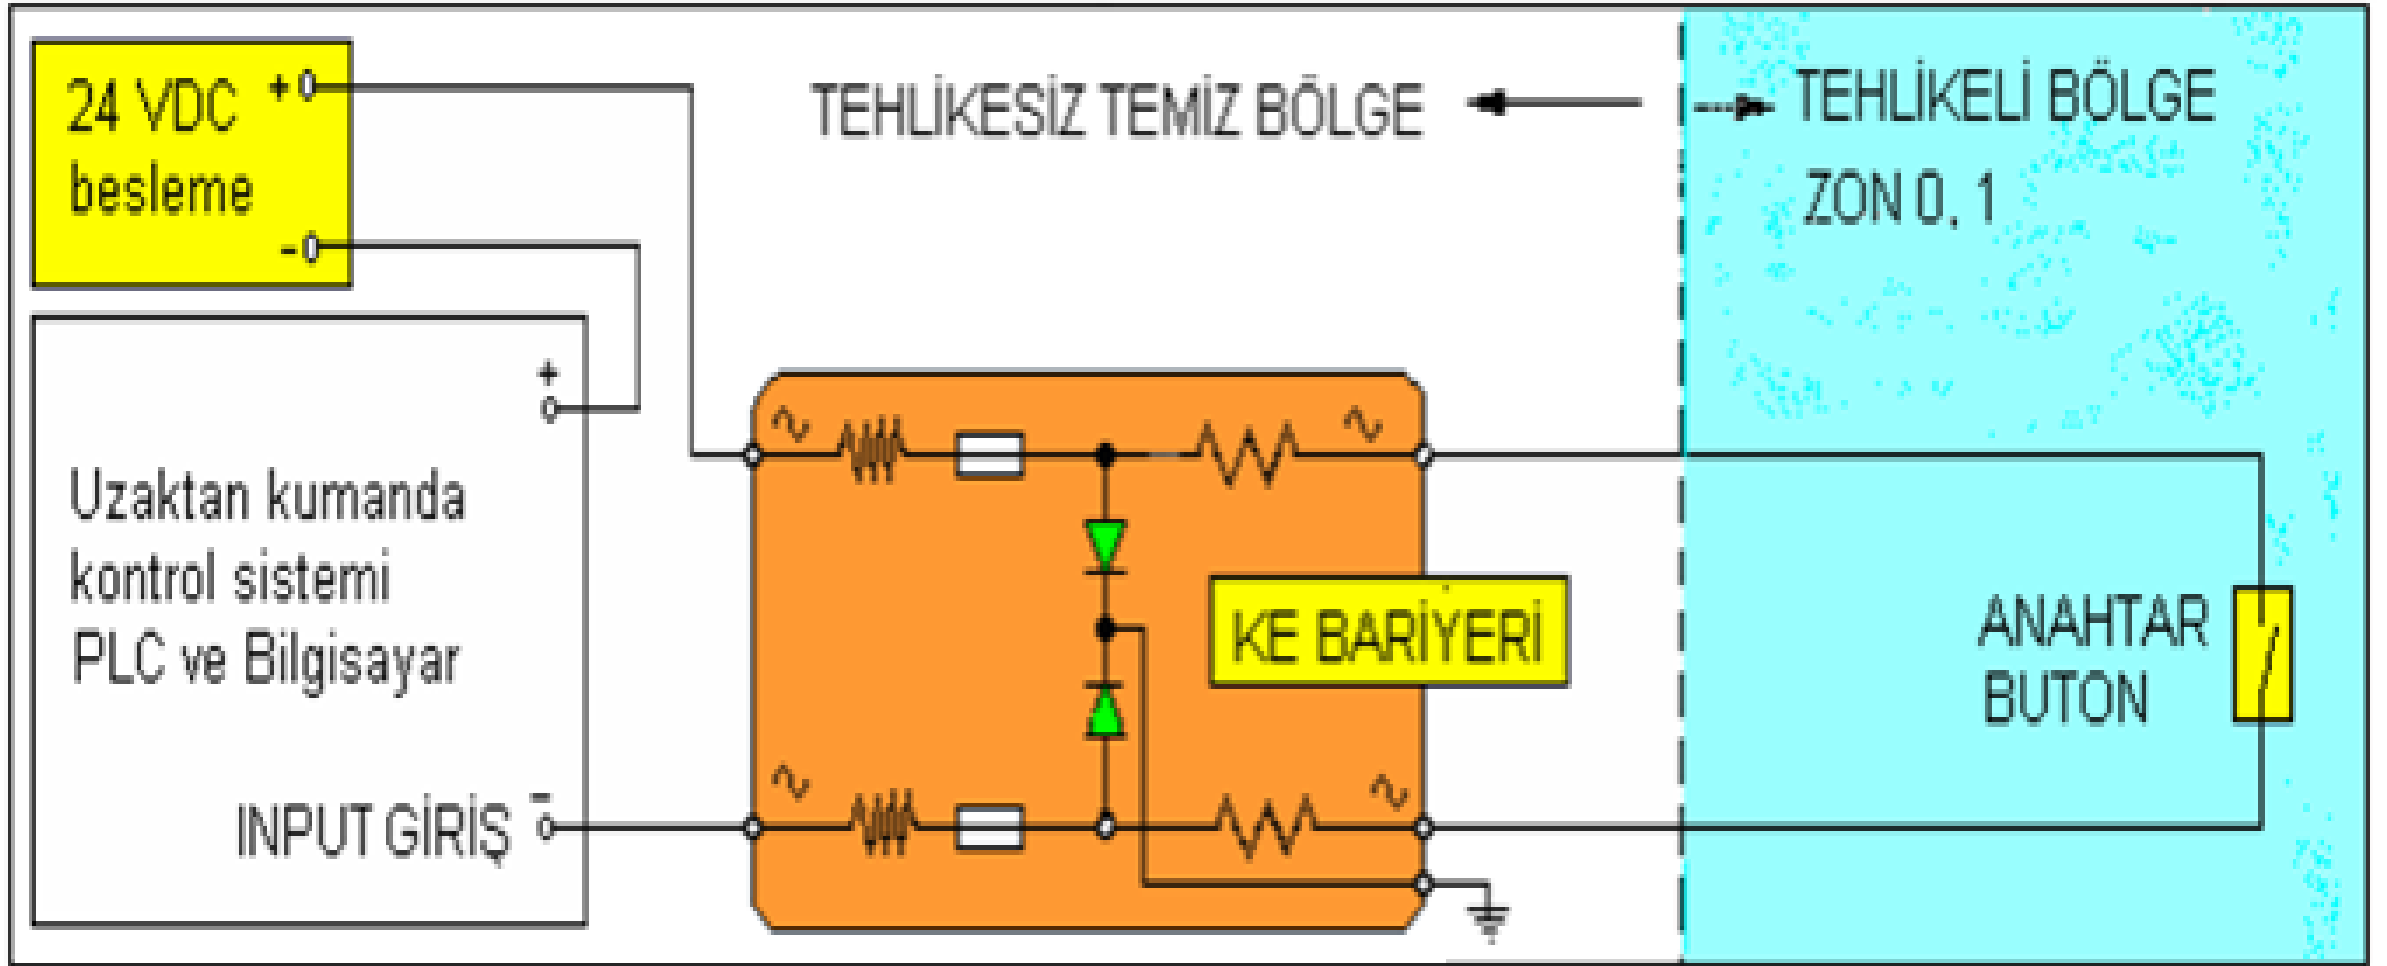 24 VDC +
besleme
-
TEHLİKESİZ TEMİZ BÖLGE
TEHLİKELİ BÖLGE
ZON 0, 1
+
Uzaktan kumanda
kontrol sistemi
PLC ve Bilgisayar
INPUT GİRİŞ -
~ ~
KE BARİYERİ
~ ~
ANAHTAR
BUTON